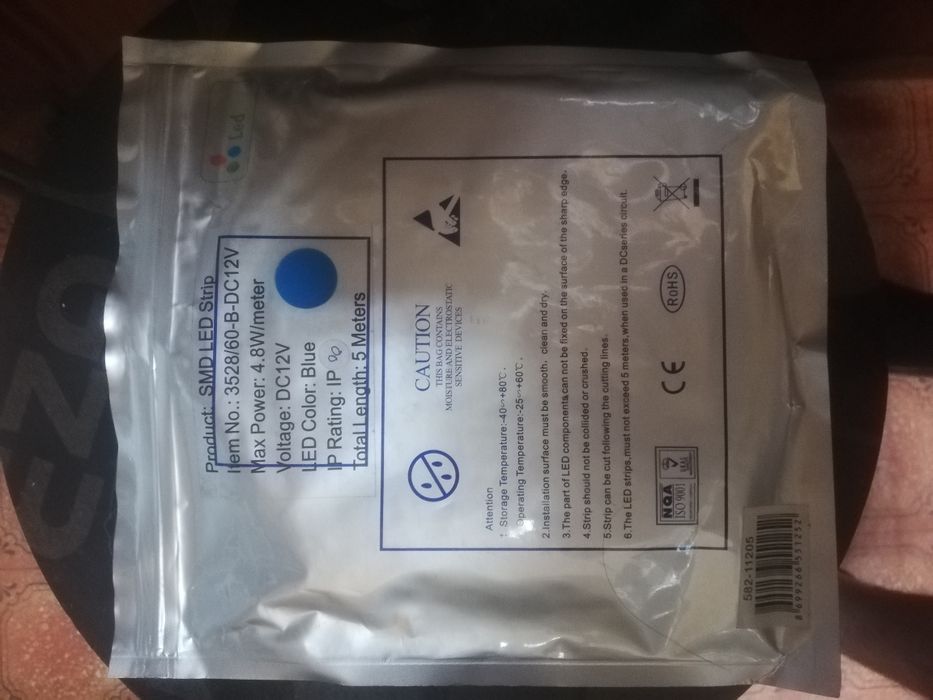 Led
Product: SMD LED Strip
Item No.: 3528/60-B-DC12V
Max Power: 4.8W/meter
Voltage: DC12V
LED Color: Blue
IP Rating: IP
Total Length: 5 Meters
CAUTION
THIS BAG CONTAINS
MOISTURE AND ELECTROSTATIC
SENSITIVE DEVICES
Attention
Storage Temperature:-40~+80℃.
Operating Temperature:-25~+60℃.
2.Installation surface must be smooth, clean and dry.
3.The part of LED components,can not be fixed on the surface of the sharp edge.
4.Strip should not be collided or crushed.
5.Strip can be cut following the cutting lines.
6.The LED strips,must not exceed 5 meters,when used in a DCseries circuit.
NQA
ISO 9001
CE
RoHS
582-11205
8 699266 551252